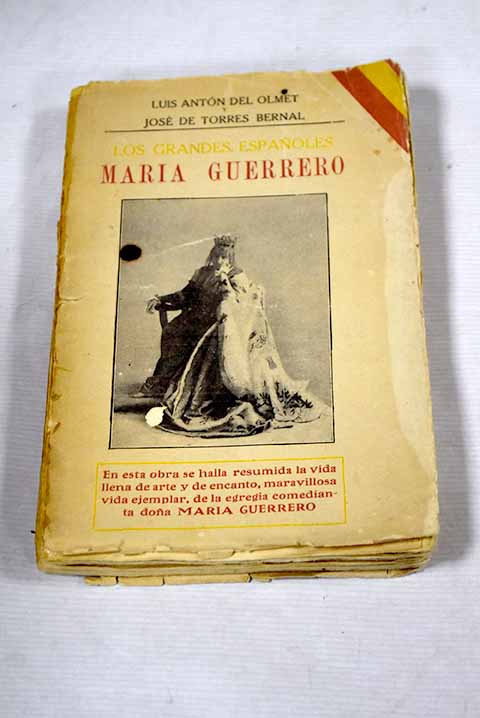 LUIS ANTÓN DEL OLMET
Y
JOSÉ DE TORRES BERNAL
LOS GRANDES ESPAÑOLES
MARIA GUERRERO
En esta obra se halla resumida la vida
llena de arte y de encanto, maravillosa
vida ejemplar, de la egregia comedian-
ta doña MARIA GUERRERO